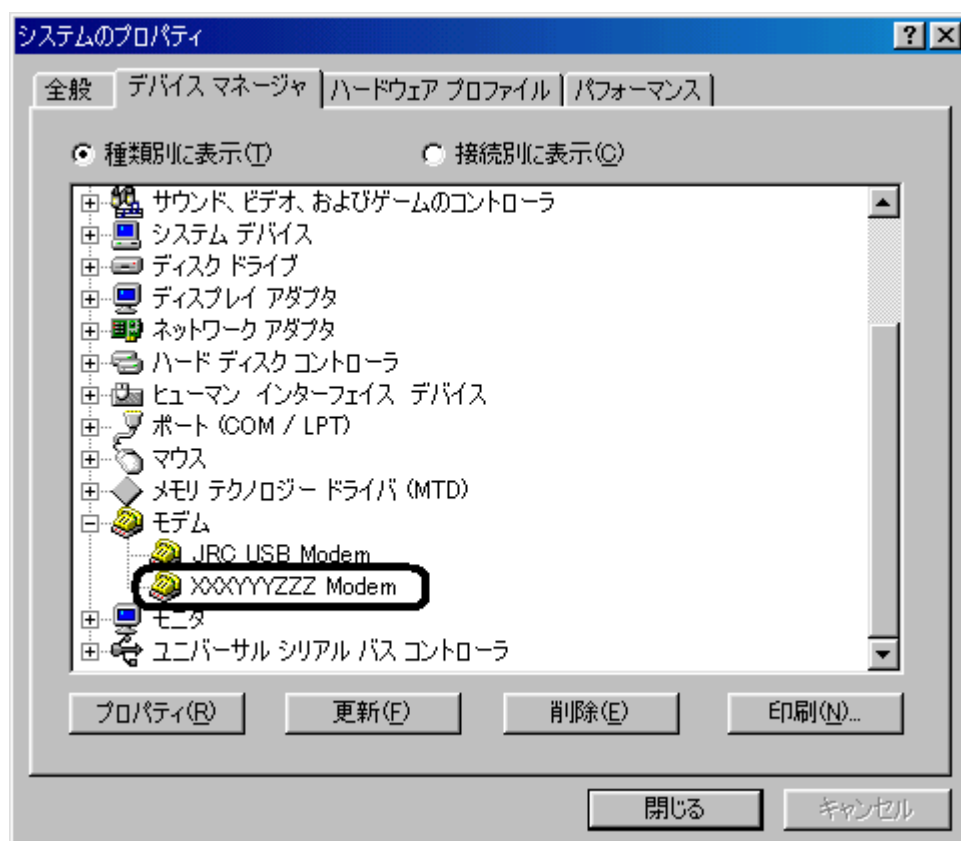 システムのプロパティ
全般 デバイス マネージャ ハードウェア プロファイル パフォーマンス
種類別に表示(T) 接続別に表示(C)
サウンド、ビデオ、およびゲームのコントローラ
システム デバイス
ディスク ドライブ
ディスプレイ アダプタ
ネットワーク アダプタ
ハード ディスク コントローラ
ヒューマン インターフェイス デバイス
ポート (COM / LPT)
マウス
メモリ テクノロジー ドライバ (MTD)
モデム
JRC USB Modem
XXXYYYZZZ Modem
モニタ
ユニバーサル シリアル バス コントローラ
プロパティ(R) 更新(F) 削除(E) 印刷(N)...
閉じる キャンセル